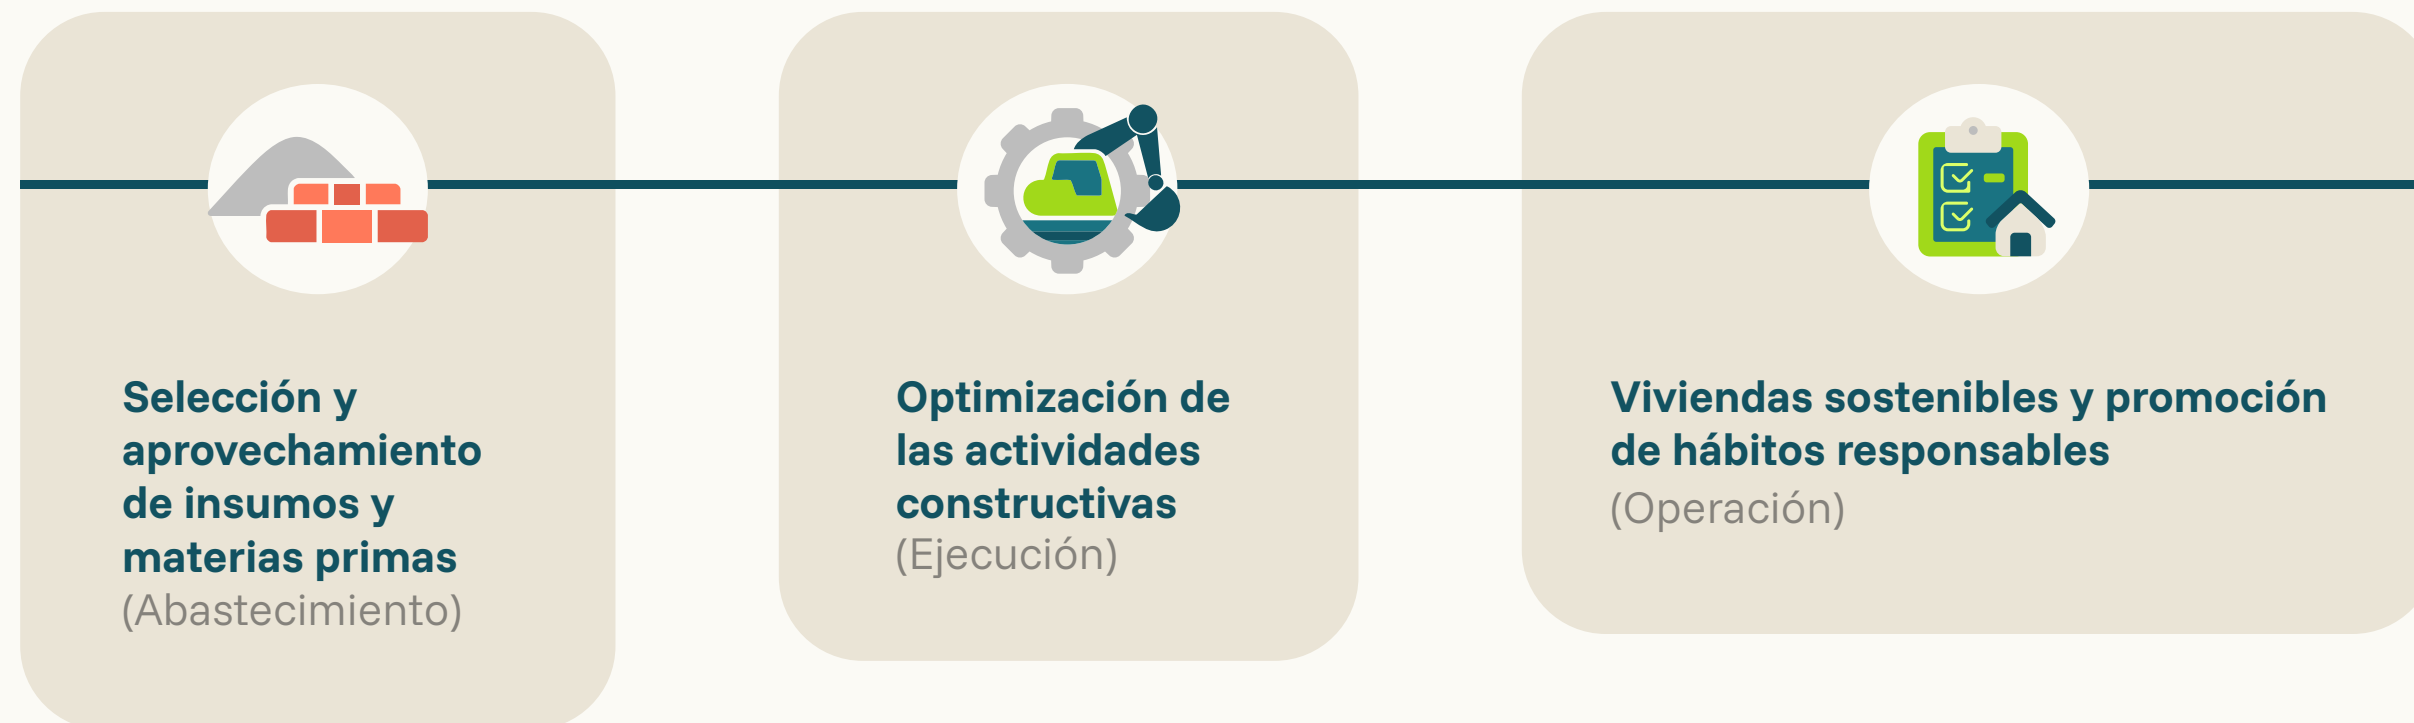 Selección y
aprovechamiento
de insumos y
materias primas
(Abastecimiento)
Optimización de
las actividades
constructivas
(Ejecución)
Viviendas sostenibles y promoción
de hábitos responsables
(Operación)